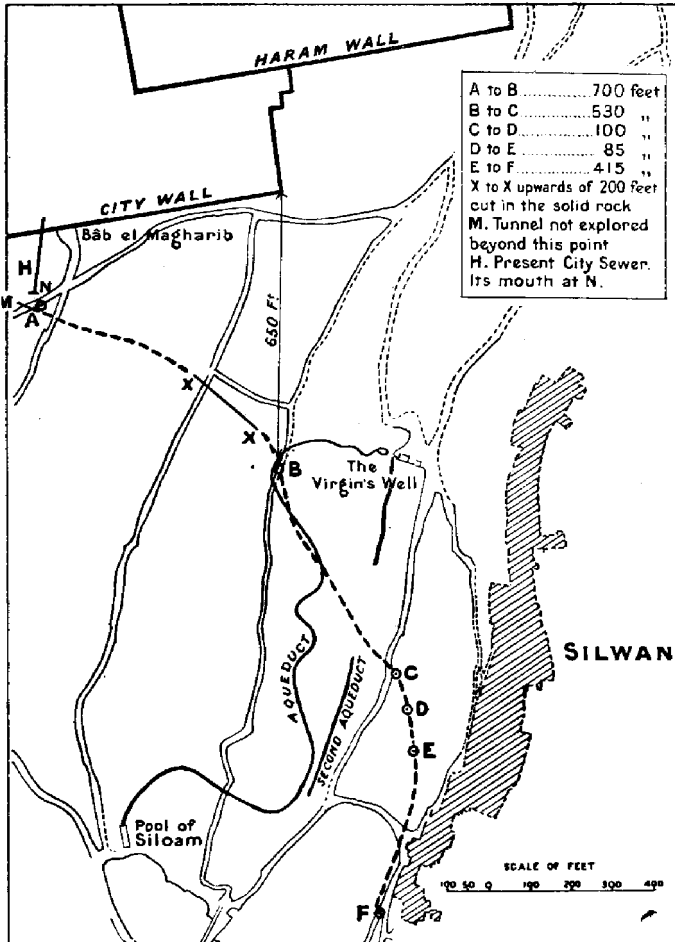 HARAM WALL
A to B ............ 700 feet
B to C ............ 530 „
C to D ............ 100 „
D to E ............ 85 „
E to F ............ 415 „
X to X upwards of 200 feet
cut in the solid rock
M. Tunnel not explored
beyond this point
H. Present City Sewer.
Its mouth at N.
CITY WALL
Bâb el Magharib
H
N
M
A
650 Ft
X
X
B
The
Virgin's Well
SILWAN
C
AQUEDUCT
SECOND AQUEDUCT
D
E
Pool of
Siloam
SCALE OF FEET
100 50 0 100 200 300 400
F